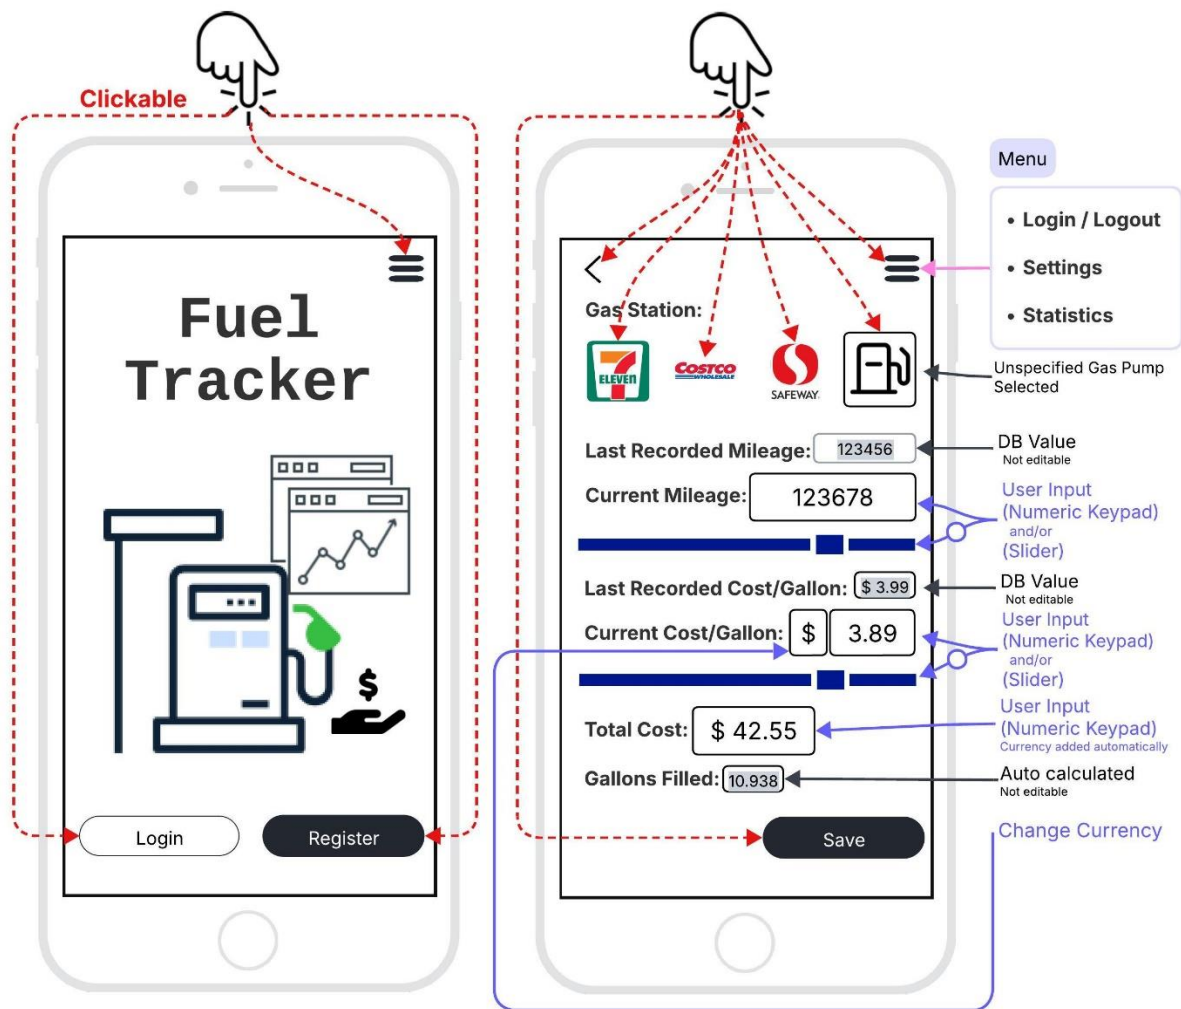 Clickable
Fuel
Tracker
Login
Register
Gas Station:
7
ELEVEN
COSTCO
WHOLESALE
SAFEWAY
Last Recorded Mileage: 123456
Current Mileage: 123678
Last Recorded Cost/Gallon: $ 3.99
Current Cost/Gallon: $ 3.89
Total Cost: $ 42.55
Gallons Filled: 10.938
Save
Menu
• Login / Logout
• Settings
• Statistics
Unspecified Gas Pump
Selected
DB Value
Not editable
User Input
(Numeric Keypad)
and/or
(Slider)
DB Value
Not editable
User Input
(Numeric Keypad)
and/or
(Slider)
User Input
(Numeric Keypad)
Currency added automatically
Auto calculated
Not editable
Change Currency
$